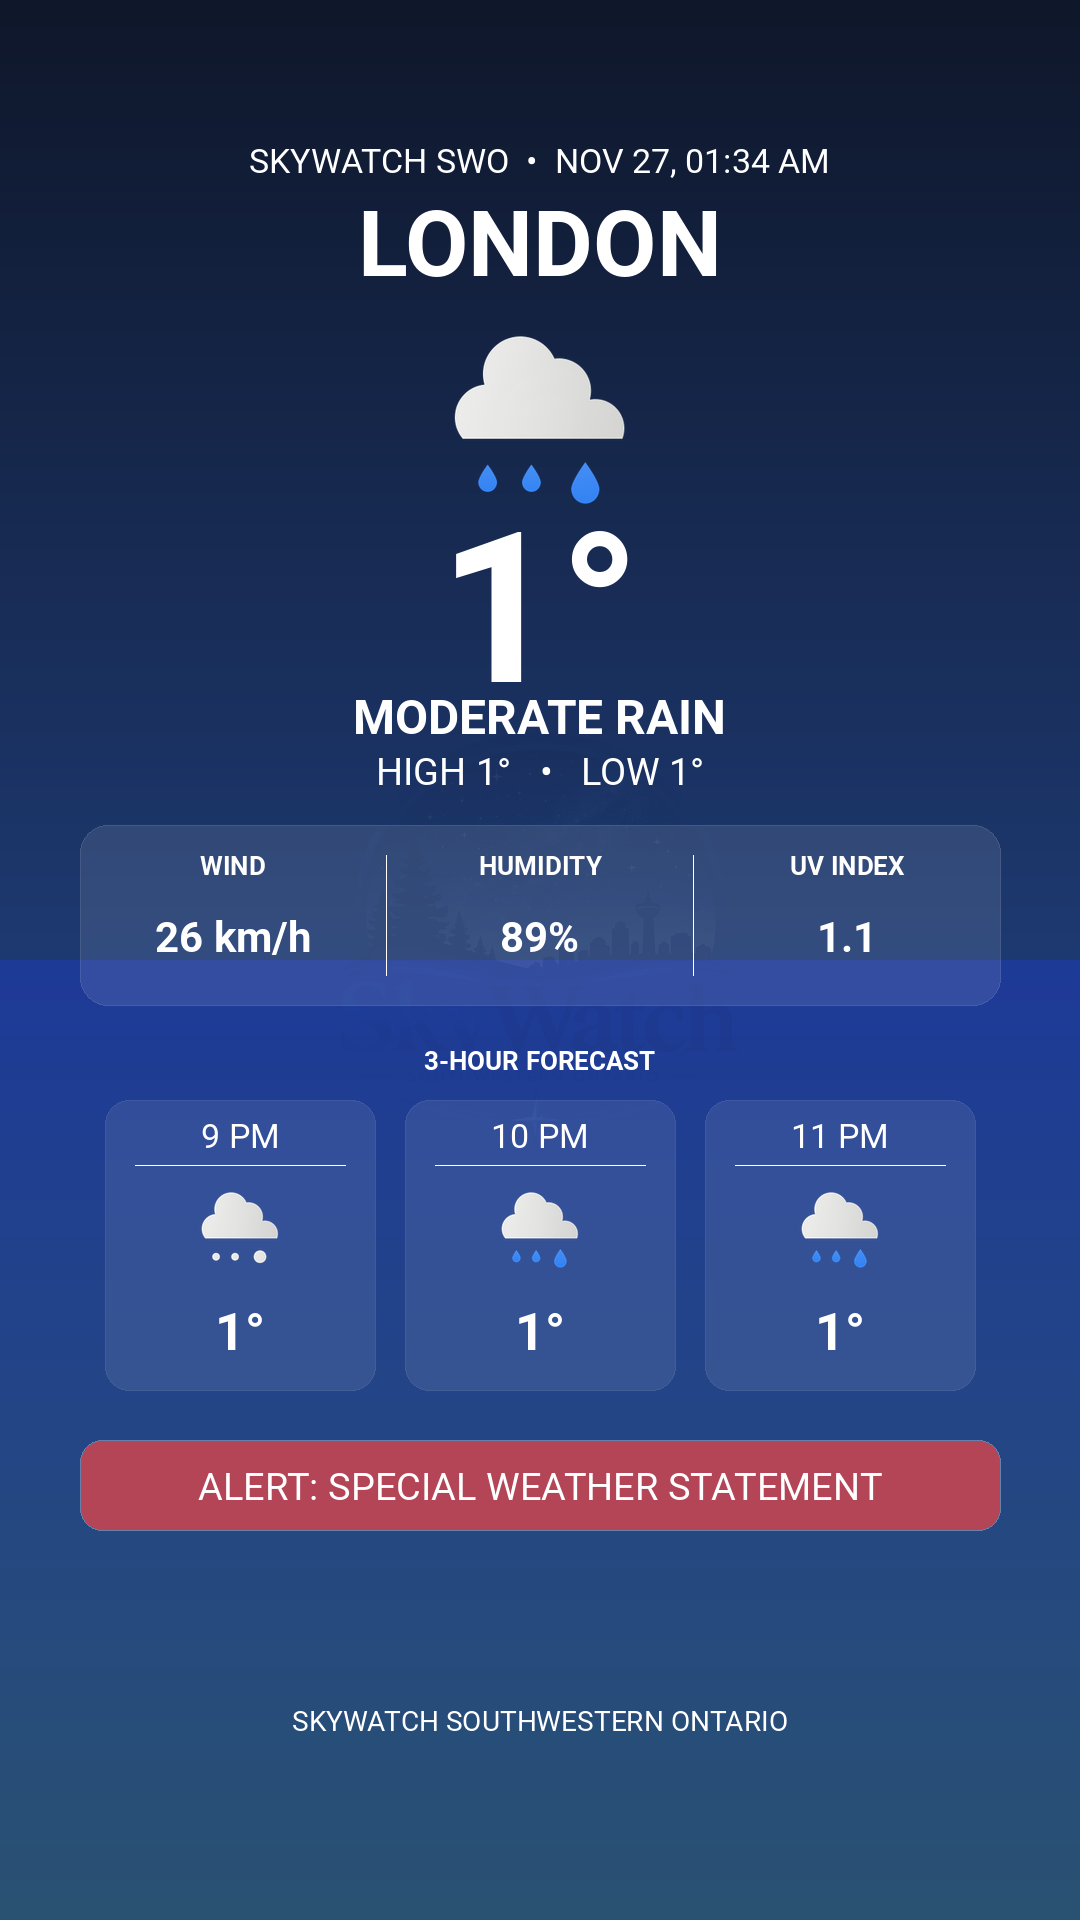 SKYWATCH SWO • NOV 27, 01:34 AM
LONDON
1°
MODERATE RAIN
HIGH 1° • LOW 1°
WIND
HUMIDITY
UV INDEX
26 km/h
89%
1.1
SkyWatch
3-HOUR FORECAST
9 PM
10 PM
11 PM
1°
1°
1°
ALERT: SPECIAL WEATHER STATEMENT
SKYWATCH SOUTHWESTERN ONTARIO